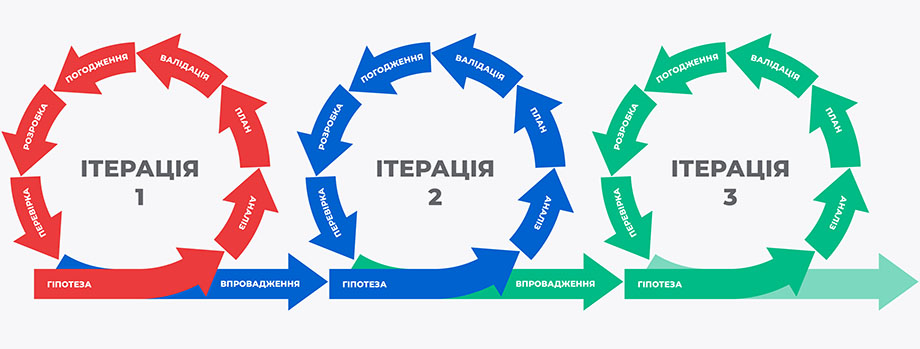 ІТЕРАЦІЯ
1
ГІПОТЕЗА
АНАЛІЗ
ПЛАН
ВАЛІДАЦІЯ
ПОГОДЖЕННЯ
РОЗРОБКА
ПЕРЕВІРКА
ВПРОВАДЖЕННЯ
ІТЕРАЦІЯ
2
ГІПОТЕЗА
АНАЛІЗ
ПЛАН
ВАЛІДАЦІЯ
ПОГОДЖЕННЯ
РОЗРОБКА
ПЕРЕВІРКА
ВПРОВАДЖЕННЯ
ІТЕРАЦІЯ
3
ГІПОТЕЗА
АНАЛІЗ
ПЛАН
ВАЛІДАЦІЯ
ПОГОДЖЕННЯ
РОЗРОБКА
ПЕРЕВІРКА